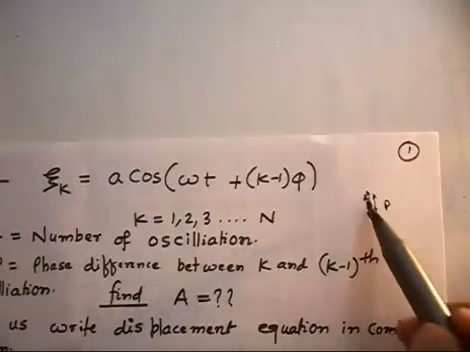 ①
– ξ_K = a cos(ωt + (K-1)φ)
K = 1, 2, 3 .... N
= Number of oscilliation.
= Phase difference between K and (K-1)^th
lliation. find A = ??
us write displacement equation in com